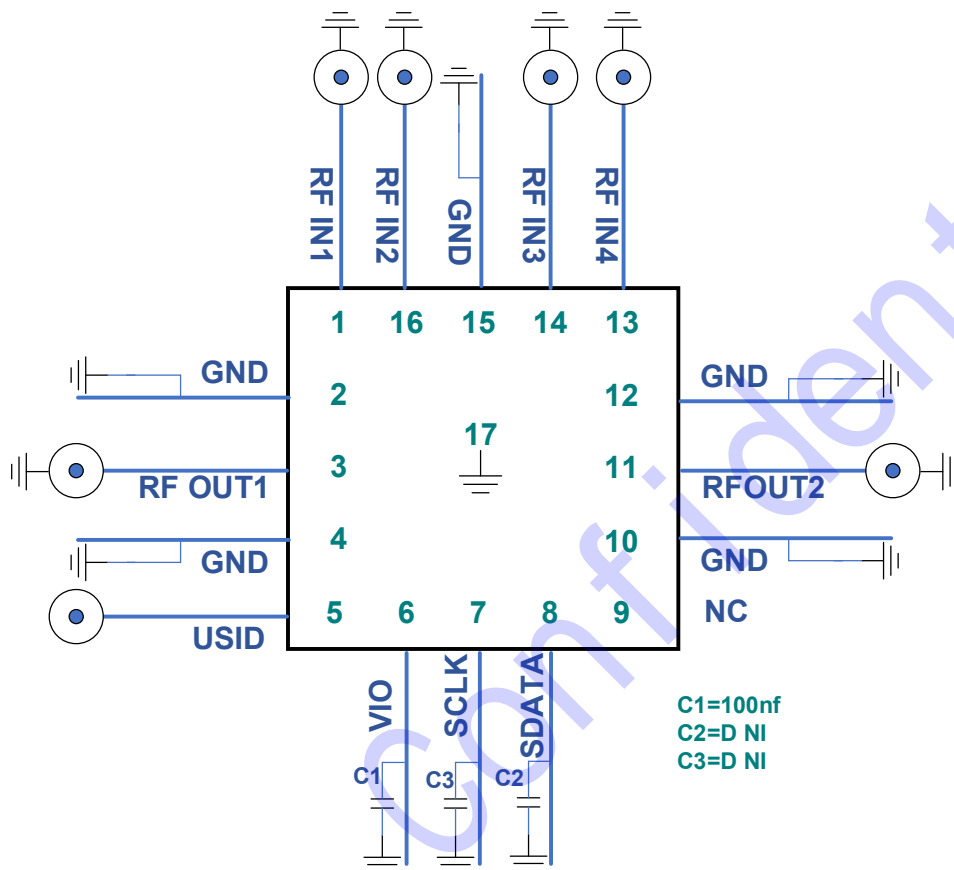 RF IN1
RF IN2
GND
RF IN3
RF IN4
1 16 15 14 13
GND
2
12
GND
17
3
RF OUT1
11
RFOUT2
4
GND
10
GND
5 6 7 8 9
USID
NC
VIO
SCLK
SDATA
C1
C3
C2
C1=100nf
C2=D NI
C3=D NI
Confident